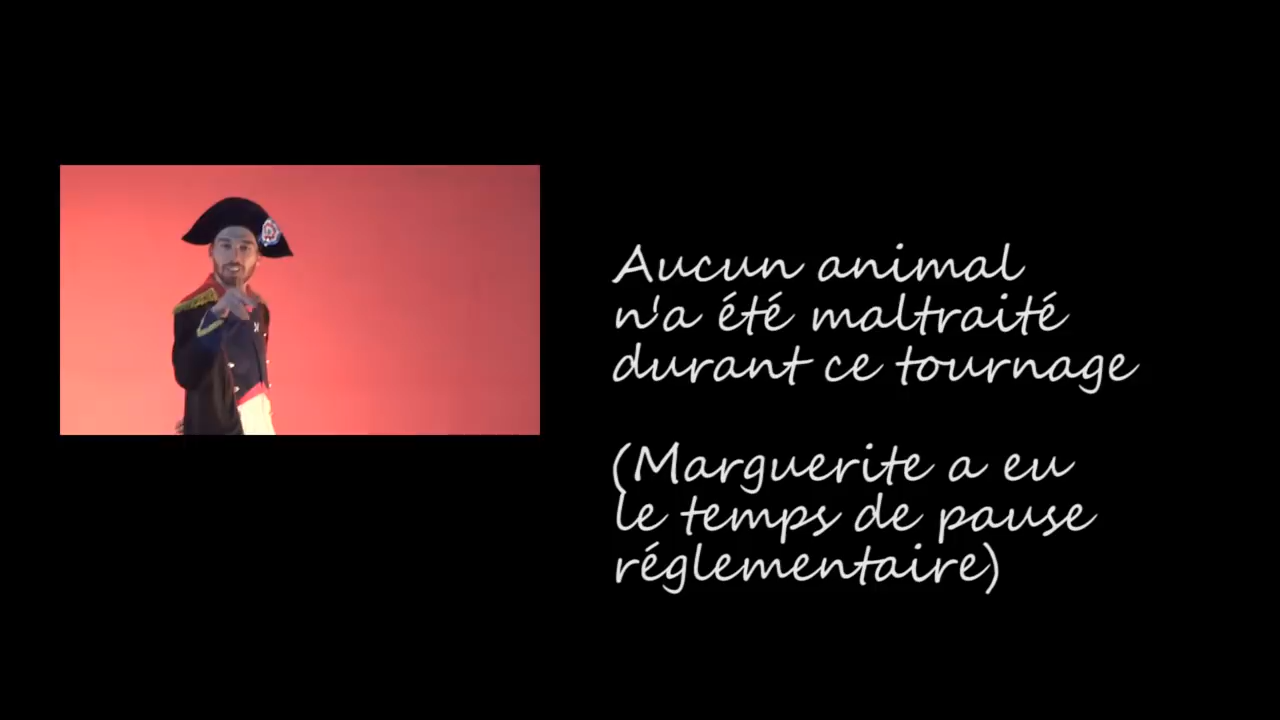 Aucun animal
n'a été maltraité
durant ce tournage
(Marguerite a eu
le temps de pause
réglementaire)